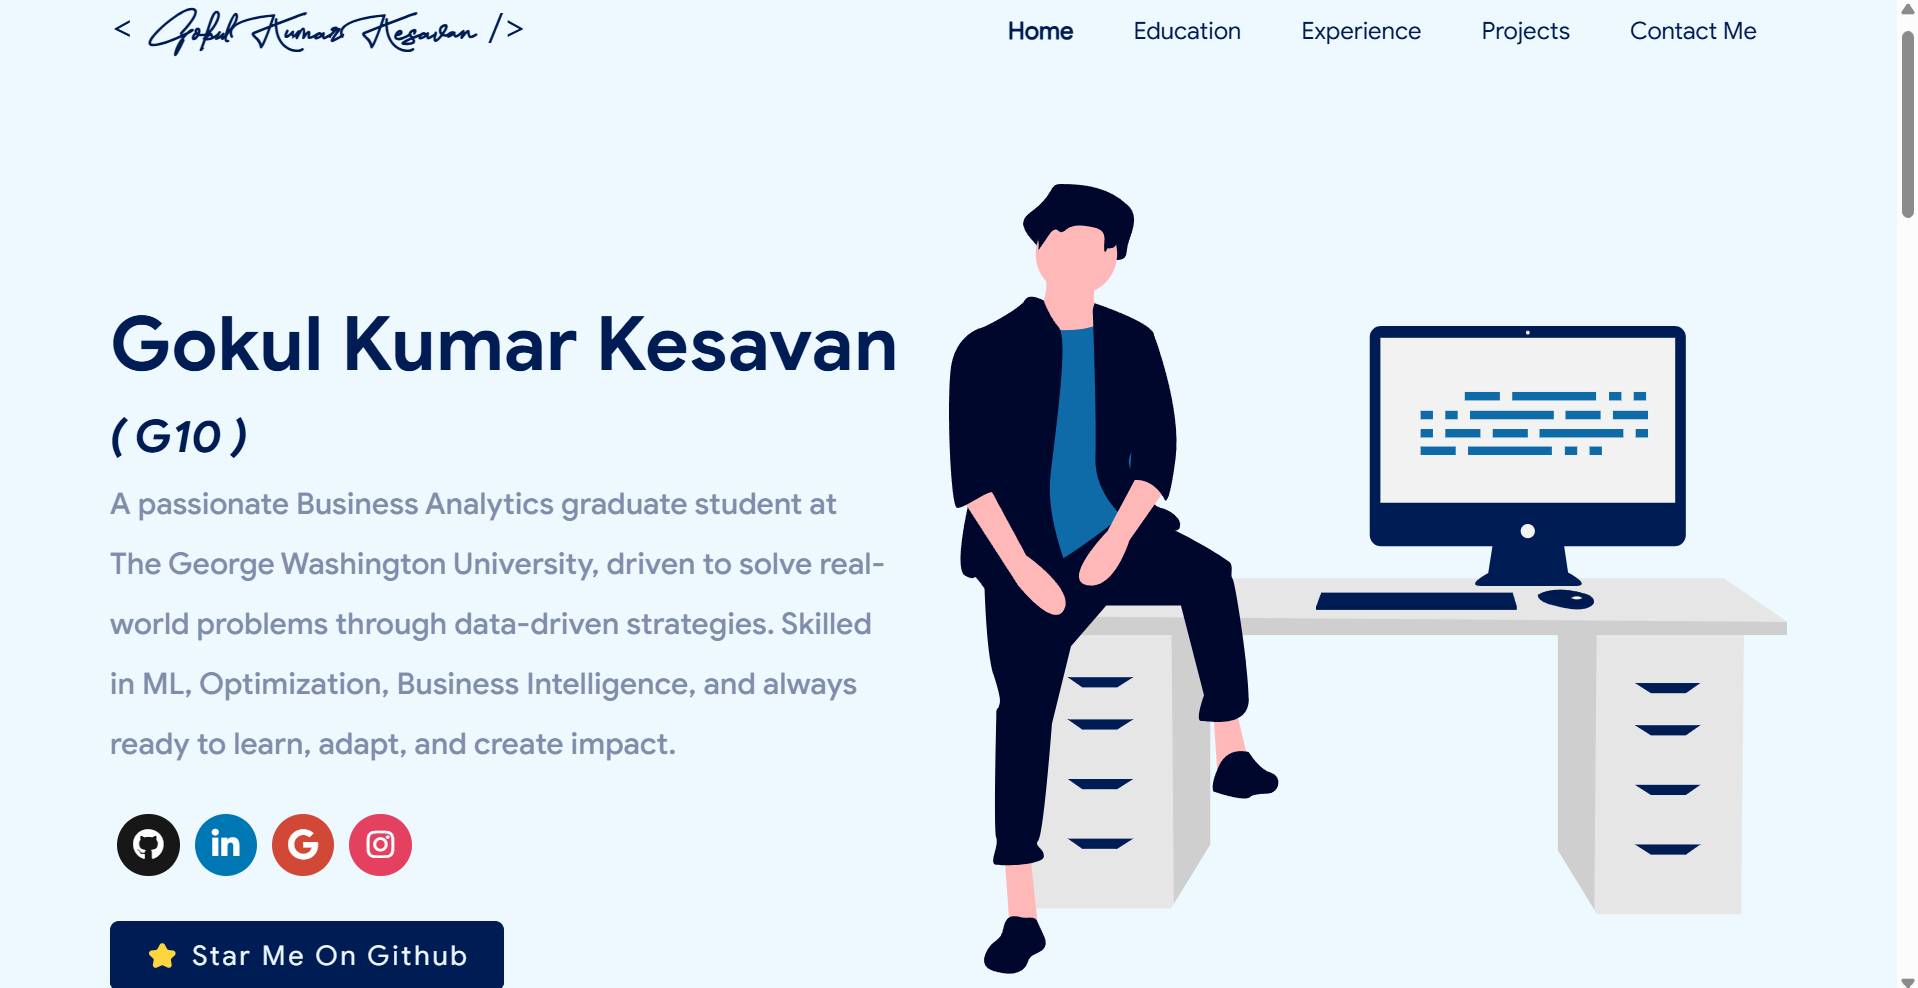 < Gokul Kumar Kesavan />
Home Education Experience Projects Contact Me
Gokul Kumar Kesavan
( G10 )
A passionate Business Analytics graduate student at
The George Washington University, driven to solve real-
world problems through data-driven strategies. Skilled
in ML, Optimization, Business Intelligence, and always
ready to learn, adapt, and create impact.
in G
Star Me On Github